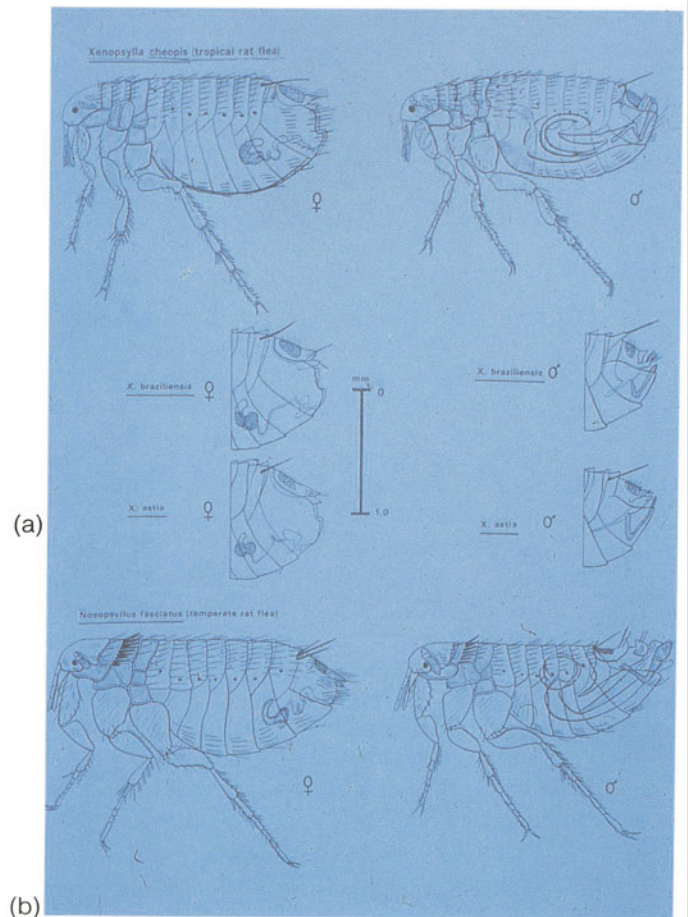 Xenopsylla cheopis (tropical rat flea)
♀
♂
X. braziliensis ♀
mm
0
X. braziliensis ♂
(a)
X. astia ♀
1.0
X. astia ♂
Nosopsyllus fasciatus (temperate rat flea)
♀
♂
(b)